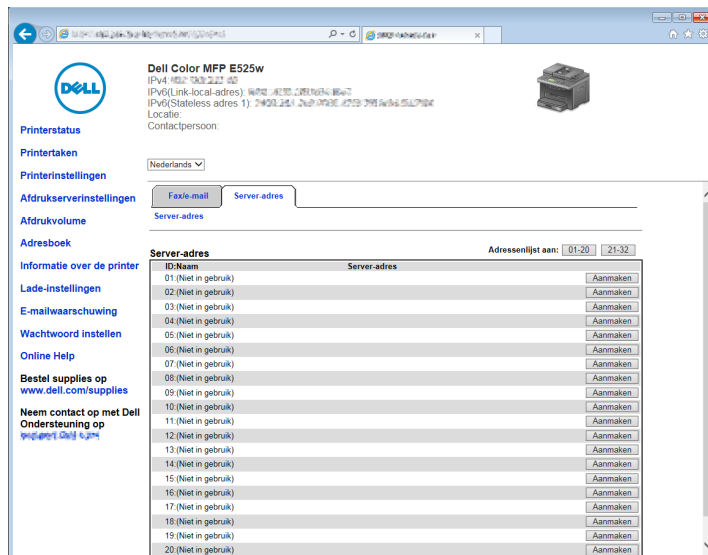 DELL
Dell Color MFP E525w
IPv4:
IPv6(Link-local-adres):
IPv6(Stateless adres 1):
Locatie:
Contactpersoon:
Printerstatus
Printertaken
Printerinstellingen
Afdrukserverinstellingen
Afdrukvolume
Adresboek
Informatie over de printer
Lade-instellingen
E-mailwaarschuwing
Wachtwoord instellen
Online Help
Bestel supplies op
www.dell.com/supplies
Neem contact op met Dell
Ondersteuning op
Nederlands
Fax/e-mail Server-adres
Server-adres
Server-adres Adressenlijst aan: 01-20 21-32
ID:Naam Server-adres
01:(Niet in gebruik) Aanmaken
02:(Niet in gebruik) Aanmaken
03:(Niet in gebruik) Aanmaken
04:(Niet in gebruik) Aanmaken
05:(Niet in gebruik) Aanmaken
06:(Niet in gebruik) Aanmaken
07:(Niet in gebruik) Aanmaken
08:(Niet in gebruik) Aanmaken
09:(Niet in gebruik) Aanmaken
10:(Niet in gebruik) Aanmaken
11:(Niet in gebruik) Aanmaken
12:(Niet in gebruik) Aanmaken
13:(Niet in gebruik) Aanmaken
14:(Niet in gebruik) Aanmaken
15:(Niet in gebruik) Aanmaken
16:(Niet in gebruik) Aanmaken
17:(Niet in gebruik) Aanmaken
18:(Niet in gebruik) Aanmaken
19:(Niet in gebruik) Aanmaken
20:(Niet in gebruik) Aanmaken